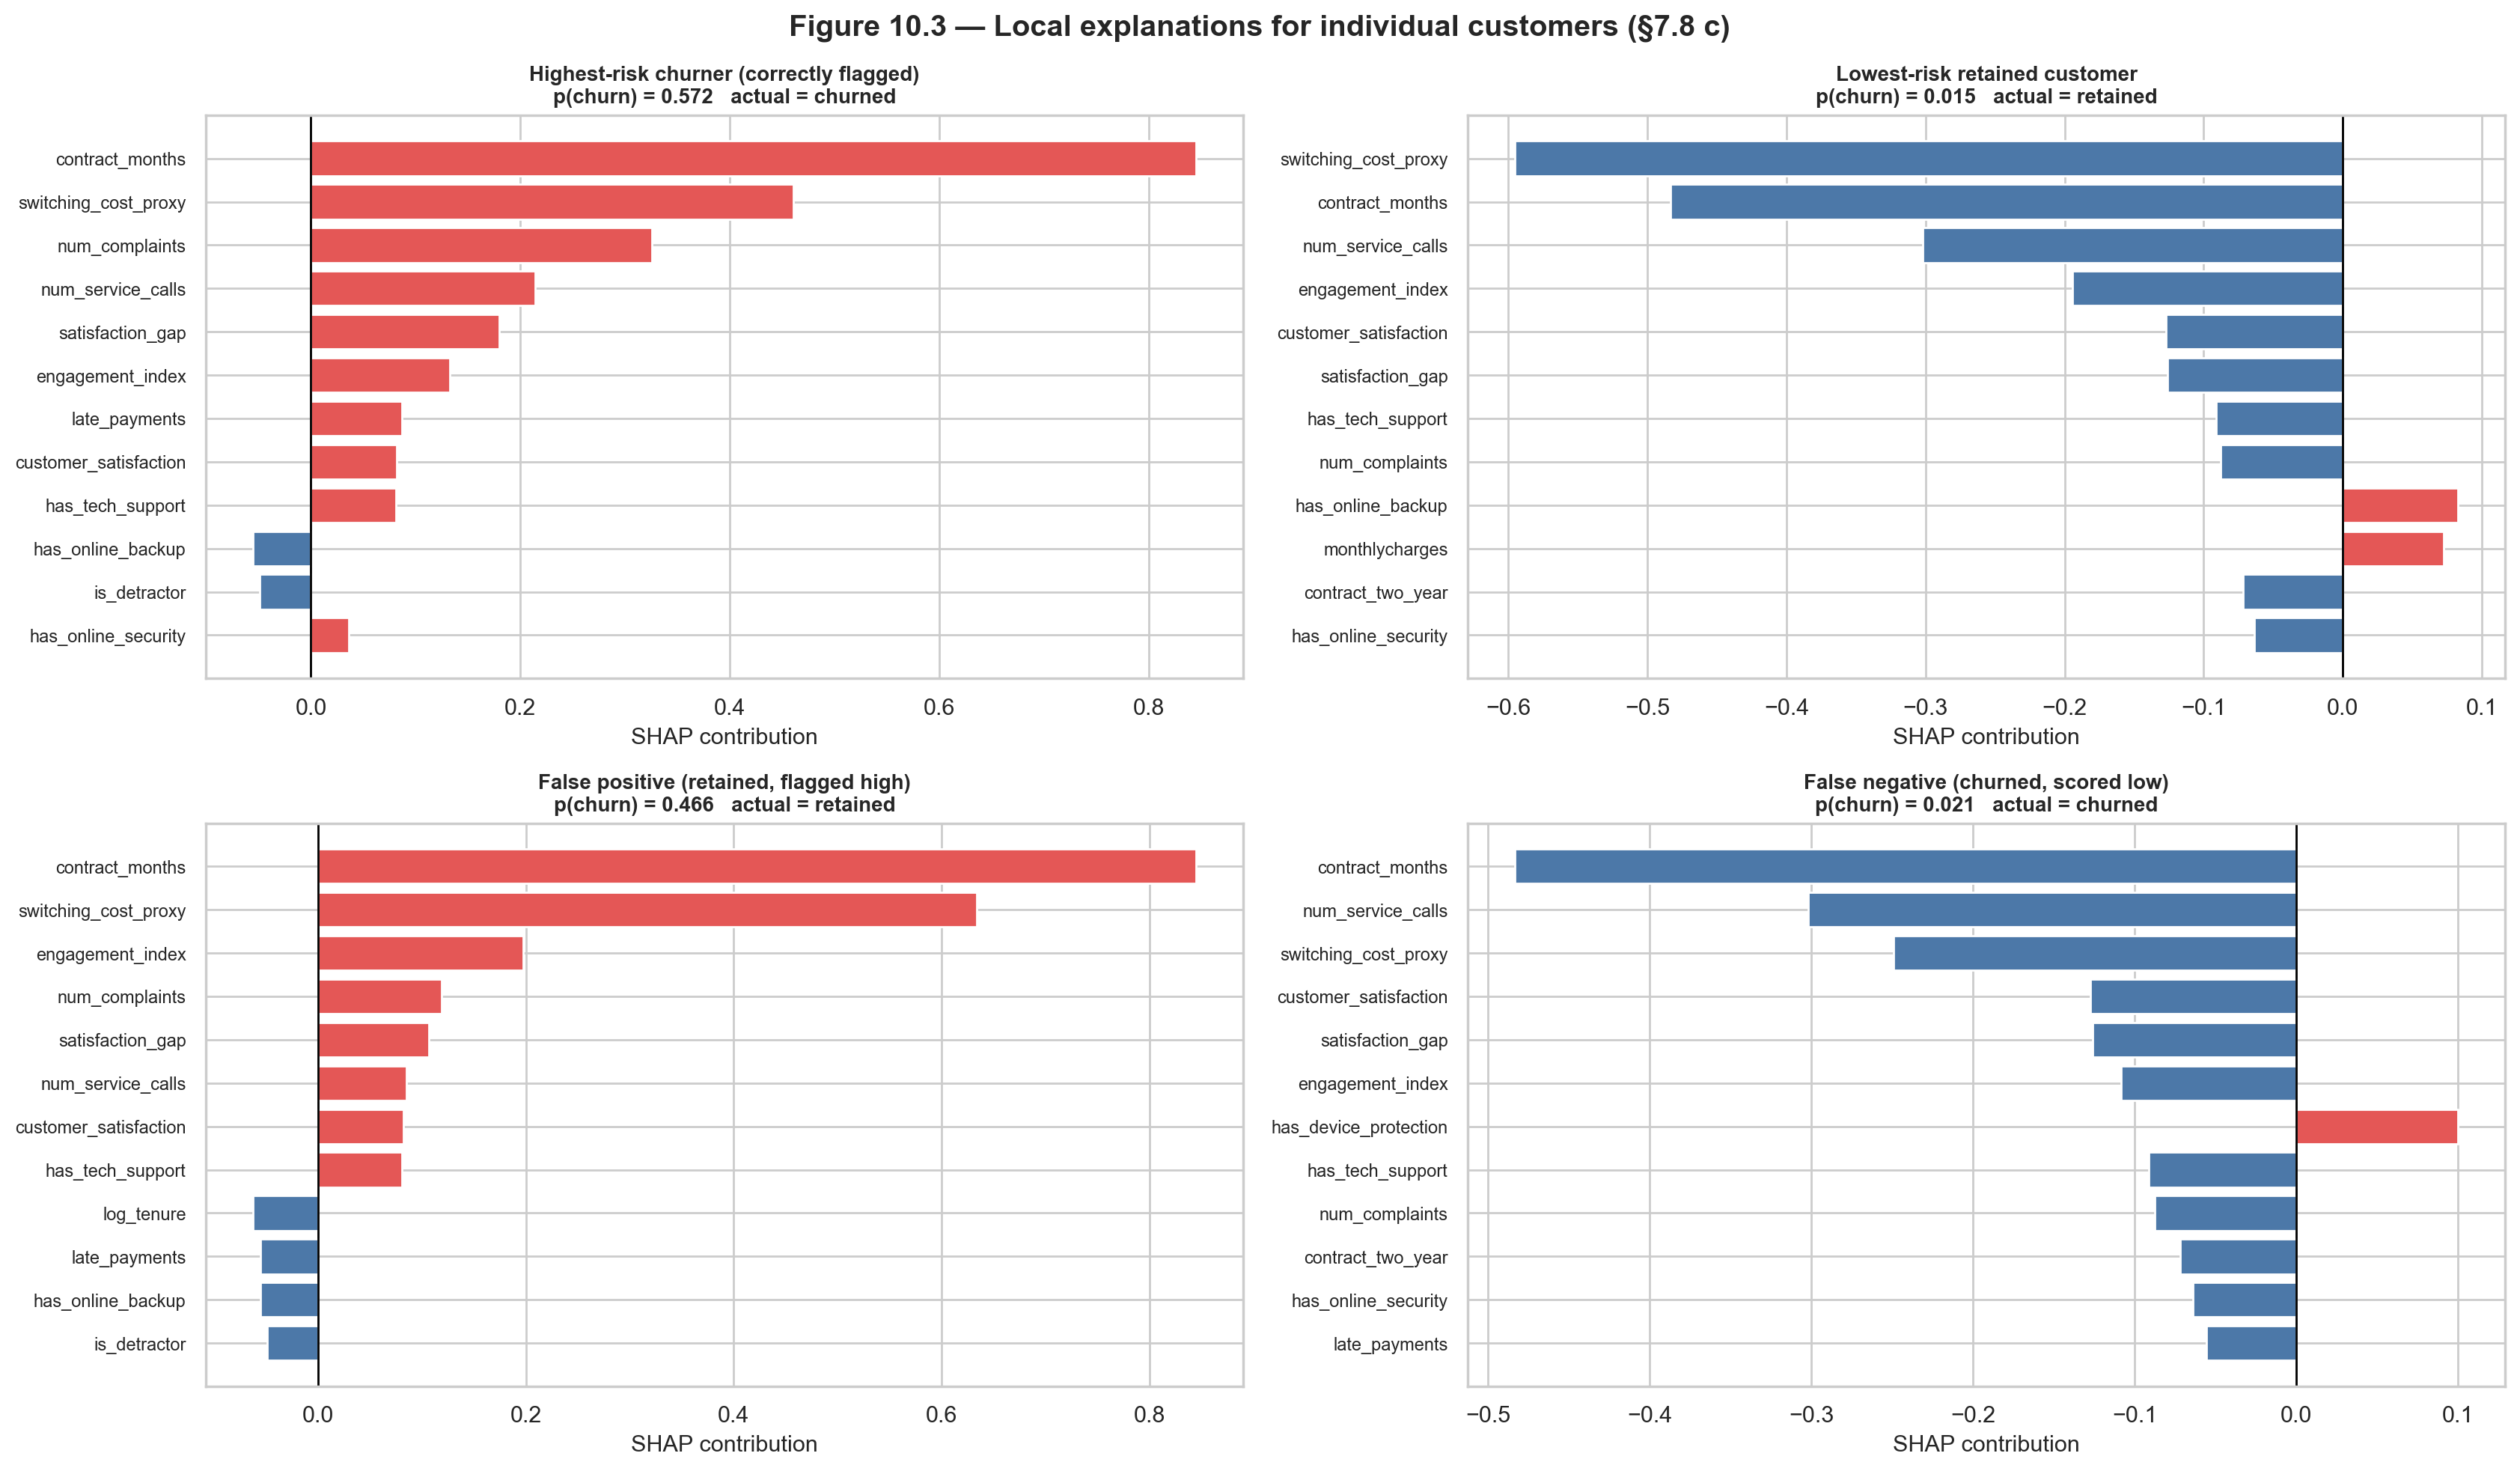 Figure 10.3 — Local explanations for individual customers (§7.8 c)
Highest-risk churner (correctly flagged)
p(churn) = 0.572   actual = churned
contract_months
switching_cost_proxy
num_complaints
num_service_calls
satisfaction_gap
engagement_index
late_payments
customer_satisfaction
has_tech_support
has_online_backup
is_detractor
has_online_security
0.0 0.2 0.4 0.6 0.8
SHAP contribution
Lowest-risk retained customer
p(churn) = 0.015   actual = retained
switching_cost_proxy
contract_months
num_service_calls
engagement_index
customer_satisfaction
satisfaction_gap
has_tech_support
num_complaints
has_online_backup
monthlycharges
contract_two_year
has_online_security
−0.6 −0.5 −0.4 −0.3 −0.2 −0.1 0.0 0.1
SHAP contribution
False positive (retained, flagged high)
p(churn) = 0.466   actual = retained
contract_months
switching_cost_proxy
engagement_index
num_complaints
satisfaction_gap
num_service_calls
customer_satisfaction
has_tech_support
log_tenure
late_payments
has_online_backup
is_detractor
0.0 0.2 0.4 0.6 0.8
SHAP contribution
False negative (churned, scored low)
p(churn) = 0.021   actual = churned
contract_months
num_service_calls
switching_cost_proxy
customer_satisfaction
satisfaction_gap
engagement_index
has_device_protection
has_tech_support
num_complaints
contract_two_year
has_online_security
late_payments
−0.5 −0.4 −0.3 −0.2 −0.1 0.0 0.1
SHAP contribution